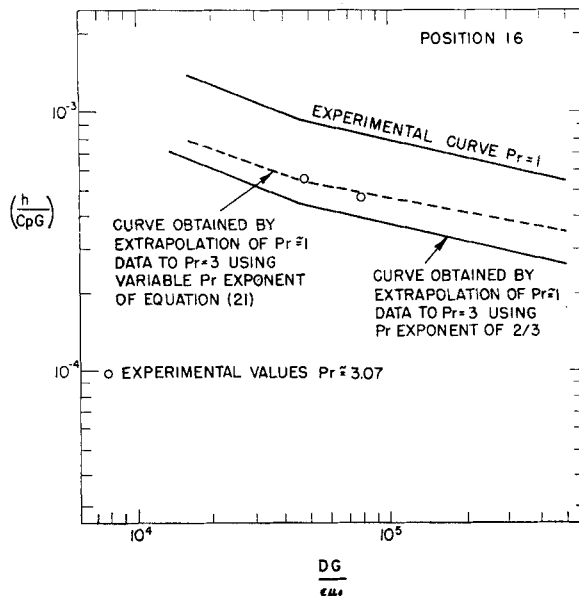 POSITION 16
10⁻³
EXPERIMENTAL CURVE Pr=1
(h/CpG)
CURVE OBTAINED BY
EXTRAPOLATION OF Pr≅1
DATA TO Pr=3 USING
VARIABLE Pr EXPONENT
OF EQUATION (21)
CURVE OBTAINED BY
EXTRAPOLATION OF Pr≅1
DATA TO Pr=3 USING
Pr EXPONENT OF 2/3
10⁻⁴
EXPERIMENTAL VALUES Pr ≅ 3.07
10⁴
10⁵
DG